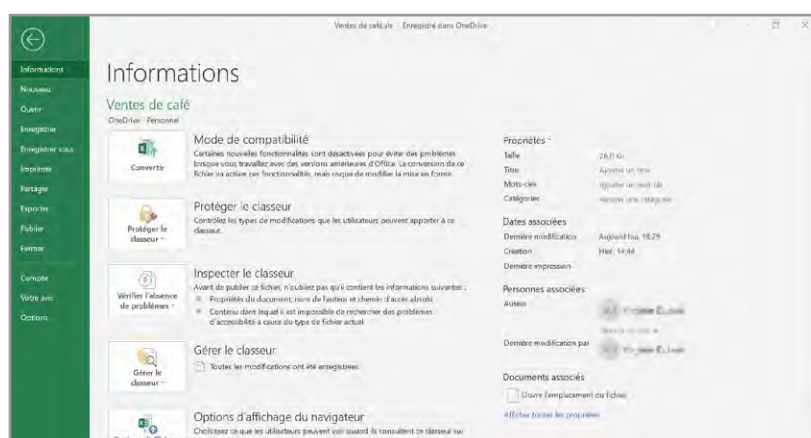 Ventes de café.xls - Enregistré dans OneDrive
Informations
Nouveau
Ouvrir
Enregistrer
Enregistrer sous
Imprimer
Partager
Exporter
Publier
Fermer
Compte
Votre avis
Options
Informations
Ventes de café
OneDrive - Personnel
Convertir
Mode de compatibilité
Certaines nouvelles fonctionnalités sont désactivées pour éviter des problèmes
lorsque vous travaillez avec des versions antérieures d'Office. La conversion de ce
fichier va activer ces fonctionnalités, mais risque de modifier la mise en forme.
Protéger le
classeur
Protéger le classeur
Contrôlez les types de modifications que les utilisateurs peuvent apporter à ce
classeur.
Vérifier l'absence
de problèmes
Inspecter le classeur
Avant de publier ce fichier, n'oubliez pas qu'il contient les informations suivantes :
Propriétés du document, nom de l'auteur et chemin d'accès absolu
Contenu dont lequel il est impossible de rechercher des problèmes
d'accessibilité à cause du type de fichier actuel
Gérer le
classeur
Gérer le classeur
Toutes les modifications ont été enregistrées.
Options d'affichage du navigateur
Choisissez ce que les utilisateurs peuvent voir quand ils consultent ce classeur sur
Propriétés
Taille
Titre
Ajouter un titre
Mots-clés
Ajouter un mot-clé
Catégories
Ajouter une catégorie
Dates associées
Dernière modification
Aujourd'hui, 18:29
Création
Hier, 14:44
Dernière impression
Personnes associées
Auteur
Dernière modification par
Documents associés
Ouvrir l'emplacement du fichier
Afficher toutes les propriétés